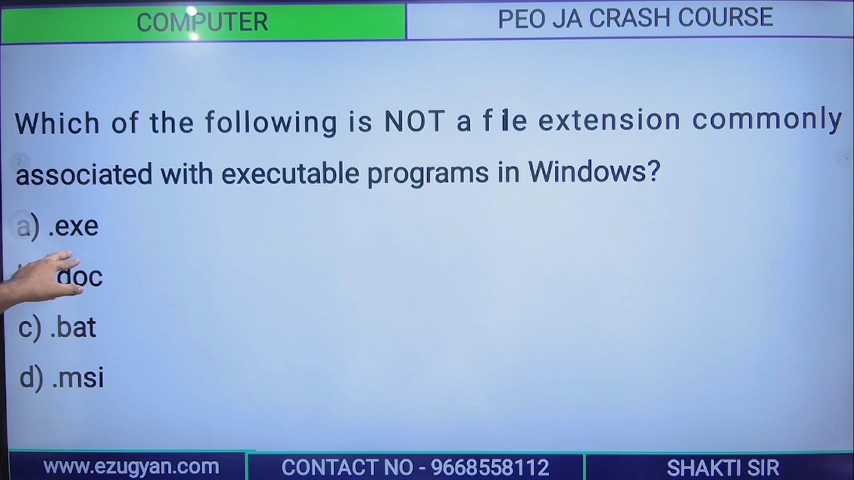 COMPUTER
PEO JA CRASH COURSE
Which of the following is NOT a file extension commonly
associated with executable programs in Windows?
a) .exe
doc
c) .bat
d) .msi
www.ezugyan.com
CONTACT NO - 9668558112
SHAKTI SIR